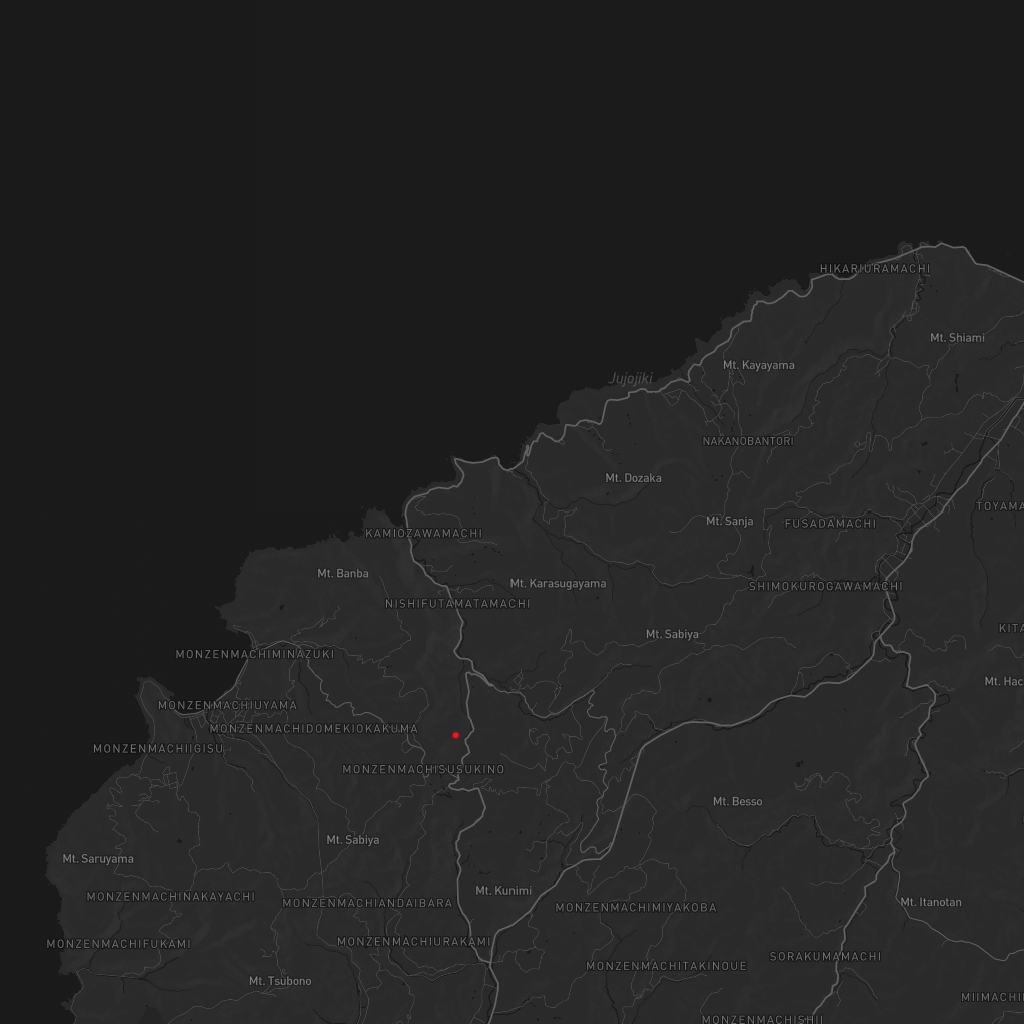 HIKARIURAMACHI
Mt. Shiami
Mt. Kayayama
Jujojiki
NAKANOBANTORI
Mt. Dozaka
TOYAMA
Mt. Sanja
FUSADAMACHI
KAMIOZAWAMACHI
Mt. Banba
Mt. Karasugayama
SHIMOKUROGAWAMACHI
NISHIFUTAMATAMACHI
KITA
Mt. Sabiya
MONZENMACHIMINAZUKI
Mt. Hac
MONZENMACHIUYAMA
MONZENMACHIDOMEKIOKAKUMA
MONZENMACHIIGISU
MONZENMACHISUSUKINO
Mt. Besso
Mt. Sabiya
Mt. Saruyama
Mt. Kunimi
MONZENMACHINAKAYACHI
MONZENMACHIANDAIBARA
Mt. Itanotan
MONZENMACHIMIYAKOBA
MONZENMACHIFUKAMI
MONZENMACHIURAKAMI
SORAKUMAMACHI
MONZENMACHITAKINOUE
Mt. Tsubono
MIIMACHI
MONZENMACHISHII